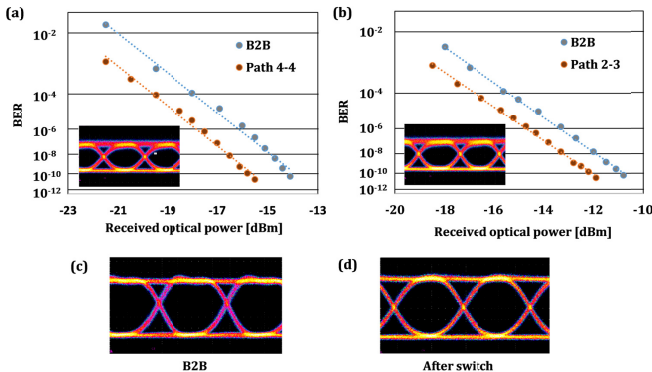 (a)
10-2
10-4
10-6
10-8
10-10
10-12
BER
B2B
Path 4-4
-21
-19
-17
-15
-13
Received optical power [dBm]
(b)
10-2
10-4
10-6
10-8
10-10
10-12
BER
B2B
Path 2-3
-20
-18
-16
-14
-12
-10
Received optical power [dBm]
(c)
B2B
(d)
After switch